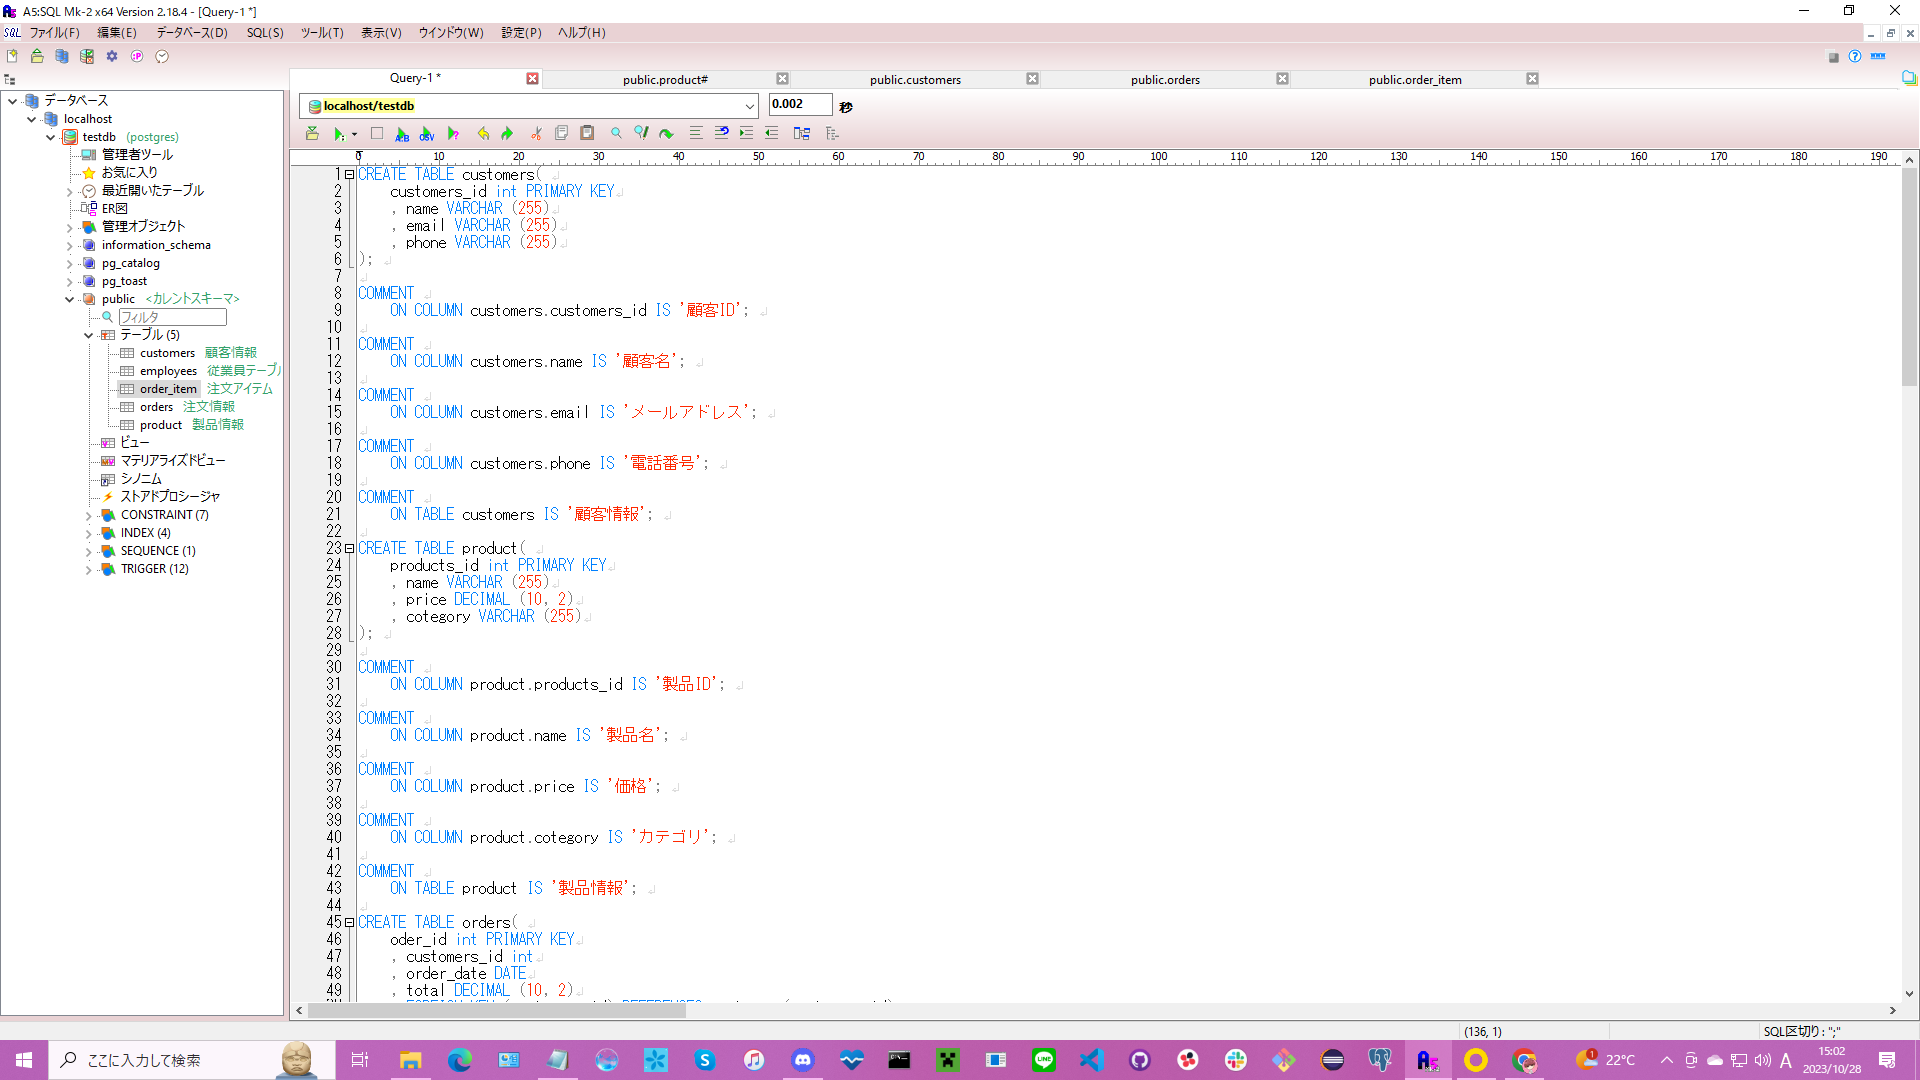 A5:SQL Mk-2 x64 Version 2.18.4 - [Query-1 *]
ファイル(F) 編集(E) データベース(D) SQL(S) ツール(T) 表示(V) ウインドウ(W) 設定(P) ヘルプ(H)
Query-1 * public.product# public.customers public.orders public.order_item
localhost/testdb 0.002 秒
データベース
localhost
testdb (postgres)
管理者ツール
お気に入り
最近開いたテーブル
ER図
管理オブジェクト
information_schema
pg_catalog
pg_toast
public <カレントスキーマ>
フィルタ
テーブル (5)
customers 顧客情報
employees 従業員テーブル
order_item 注文アイテム
orders 注文情報
product 製品情報
ビュー
マテリアライズドビュー
シノニム
ストアドプロシージャ
CONSTRAINT (7)
INDEX (4)
SEQUENCE (1)
TRIGGER (12)
0 10 20 30 40 50 60 70 80 90 100 110 120 130 140 150 160 170 180 190
1 CREATE TABLE customers(
2 customers_id int PRIMARY KEY
3 , name VARCHAR (255)
4 , email VARCHAR (255)
5 , phone VARCHAR (255)
6 );
7
8 COMMENT
9 ON COLUMN customers.customers_id IS '顧客ID';
10
11 COMMENT
12 ON COLUMN customers.name IS '顧客名';
13
14 COMMENT
15 ON COLUMN customers.email IS 'メールアドレス';
16
17 COMMENT
18 ON COLUMN customers.phone IS '電話番号';
19
20 COMMENT
21 ON TABLE customers IS '顧客情報';
22
23 CREATE TABLE product(
24 products_id int PRIMARY KEY
25 , name VARCHAR (255)
26 , price DECIMAL (10, 2)
27 , cotegory VARCHAR (255)
28 );
29
30 COMMENT
31 ON COLUMN product.products_id IS '製品ID';
32
33 COMMENT
34 ON COLUMN product.name IS '製品名';
35
36 COMMENT
37 ON COLUMN product.price IS '価格';
38
39 COMMENT
40 ON COLUMN product.cotegory IS 'カテゴリ';
41
42 COMMENT
43 ON TABLE product IS '製品情報';
44
45 CREATE TABLE orders(
46 oder_id int PRIMARY KEY
47 , customers_id int
48 , order_date DATE
49 , total DECIMAL (10, 2)
(136, 1) SQL区切り: ";"
ここに入力して検索
22°C A 15:02
2023/10/28